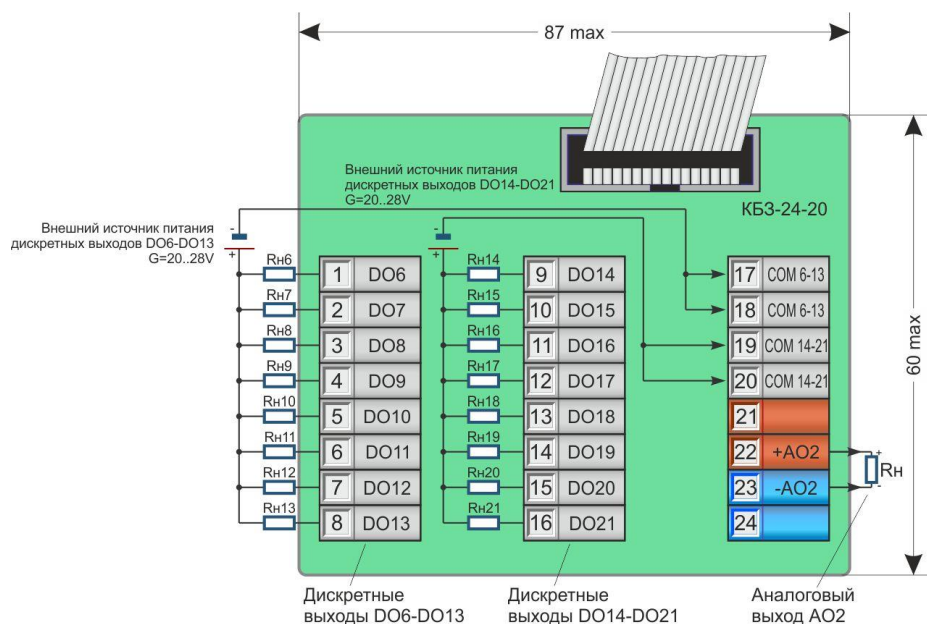 87 max
Внешний источник питания
дискретных выходов DO14-DO21
G=20..28V
КБЗ-24-20
Внешний источник питания
дискретных выходов DO6-DO13
G=20..28V
-
+
-
+
Rн6
1 DO6
Rн7
2 DO7
Rн8
3 DO8
Rн9
4 DO9
Rн10
5 DO10
Rн11
6 DO11
Rн12
7 DO12
Rн13
8 DO13
Rн14
9 DO14
Rн15
10 DO15
Rн16
11 DO16
Rн17
12 DO17
Rн18
13 DO18
Rн19
14 DO19
Rн20
15 DO20
Rн21
16 DO21
17 COM 6-13
18 COM 6-13
19 COM 14-21
20 COM 14-21
21
22 +AO2
23 -AO2
24
+
Rн
-
60 max
Дискретные
выходы DO6-DO13
Дискретные
выходы DO14-DO21
Аналоговый
выход AO2